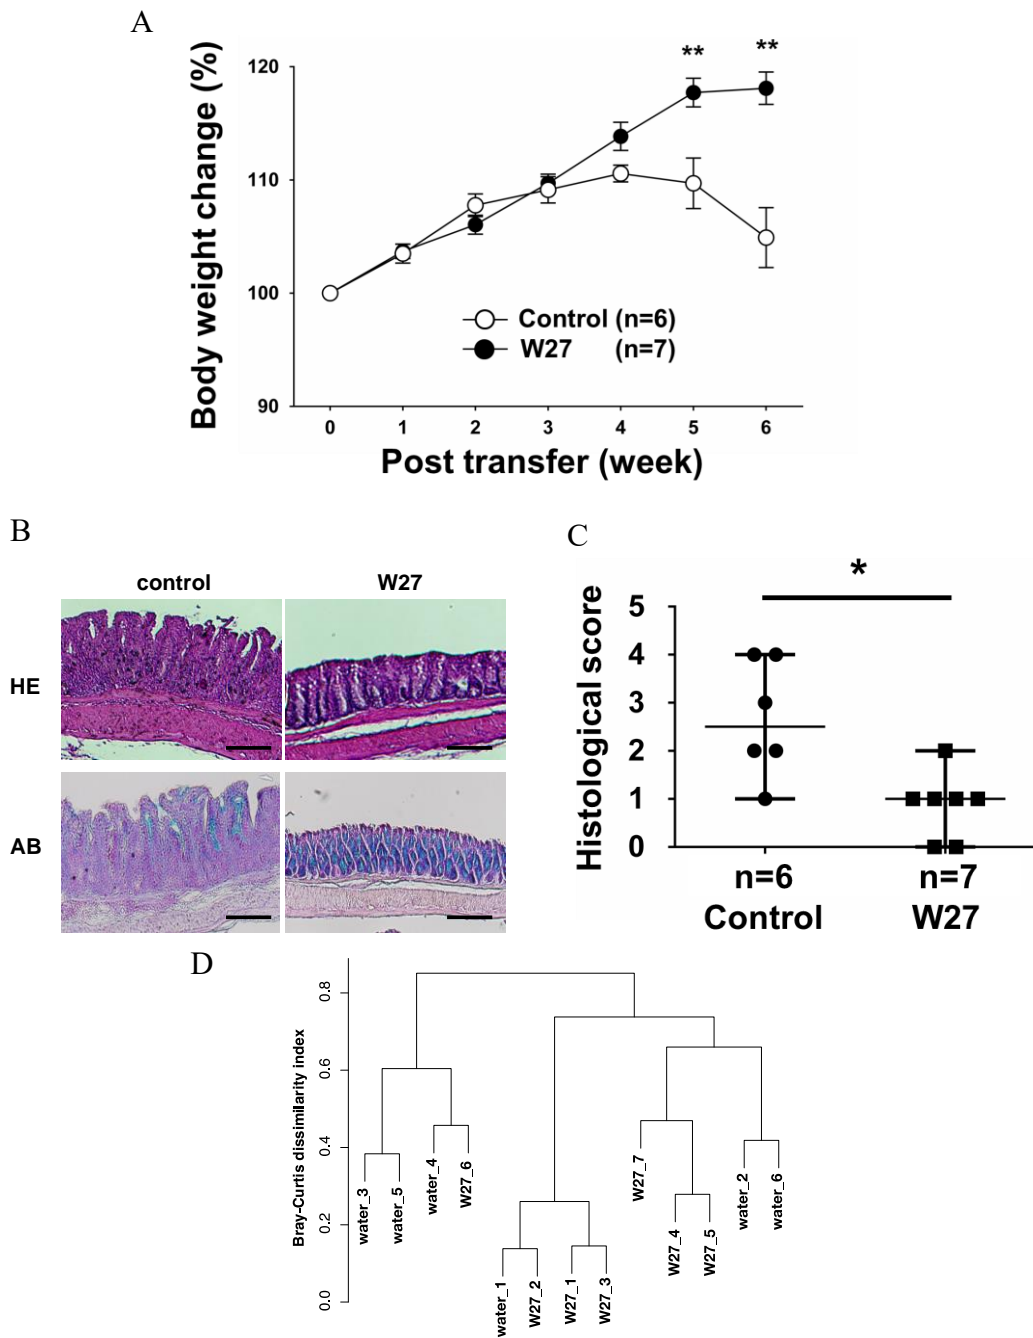 A
Body weight change (%)
120
110
100
90
** **
Control (n=6)
W27 (n=7)
0 1 2 3 4 5 6
Post transfer (week)
B
control W27
HE
AB
C
*
Histological score
5
4
3
2
1
0
n=6 n=7
Control W27
D
Bray-Curtis dissimilarity index
0.8
0.6
0.4
0.2
0.0
water_3
water_5
water_4
W27_6
water_1
W27_2
W27_1
W27_3
W27_7
W27_4
W27_5
water_2
water_6